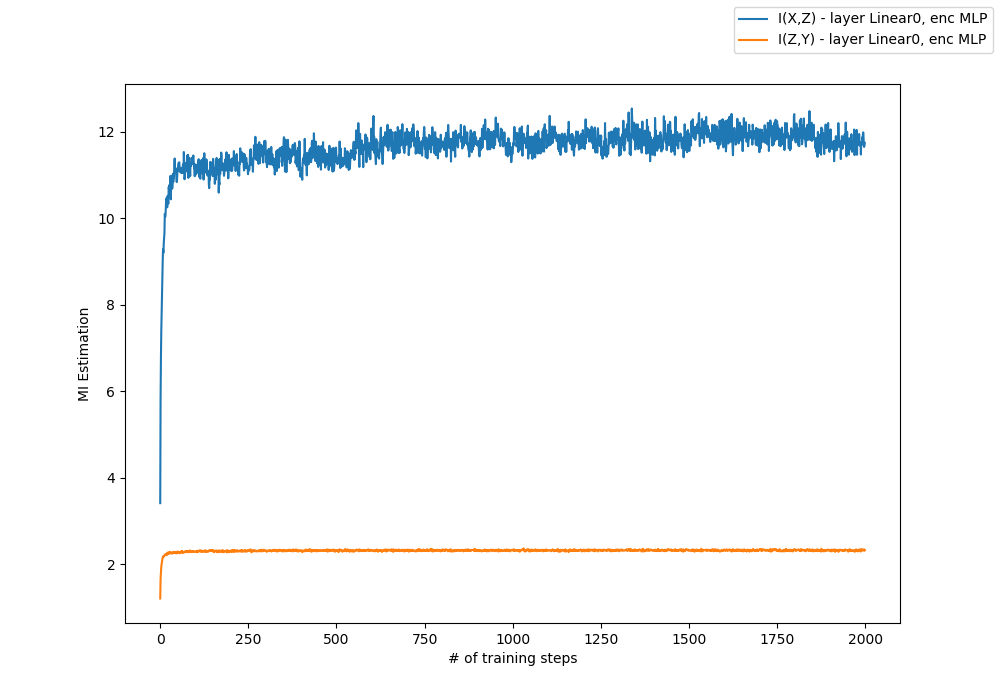 I(X,Z) - layer Linear0, enc MLP
I(Z,Y) - layer Linear0, enc MLP
12
10
8
6
4
2
MI Estimation
0 250 500 750 1000 1250 1500 1750 2000
# of training steps